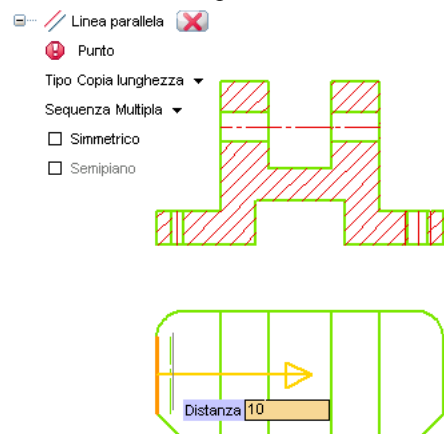 Linea parallela
Punto
Tipo Copia lunghezza
Sequenza Multipla
Simmetrico
Semipiano
Distanza 10